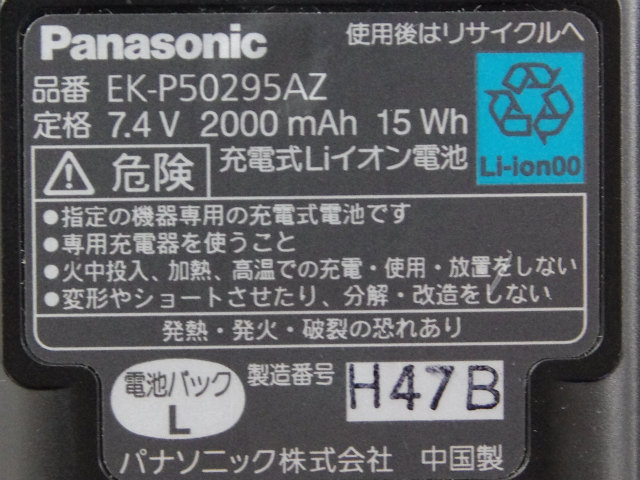 Panasonic
使用後はリサイクルへ
品番 EK-P50295AZ
定格 7.4 V 2000 mAh 15 Wh
危険
充電式Liイオン電池
Li-ion00
●指定の機器専用の充電式電池です
●専用充電器を使うこと
●火中投入、加熱、高温での充電・使用・放置をしない
●変形やショートさせたり、分解・改造をしない
発熱・発火・破裂の恐れあり
電池パック
L
製造番号
H47B
パナソニック株式会社 中国製